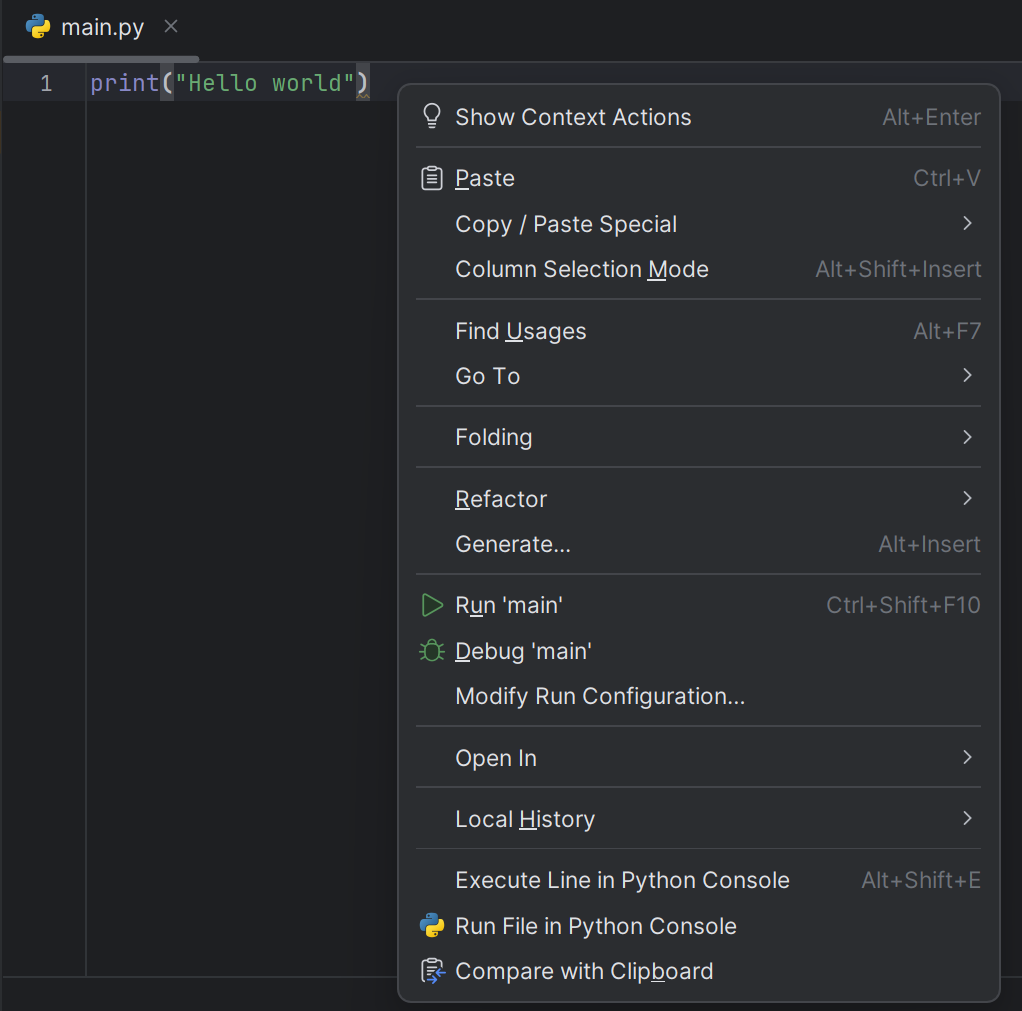 main.py
1 print("Hello world")
Show Context Actions Alt+Enter
Paste Ctrl+V
Copy / Paste Special
Column Selection Mode Alt+Shift+Insert
Find Usages Alt+F7
Go To
Folding
Refactor
Generate... Alt+Insert
Run 'main' Ctrl+Shift+F10
Debug 'main'
Modify Run Configuration...
Open In
Local History
Execute Line in Python Console Alt+Shift+E
Run File in Python Console
Compare with Clipboard